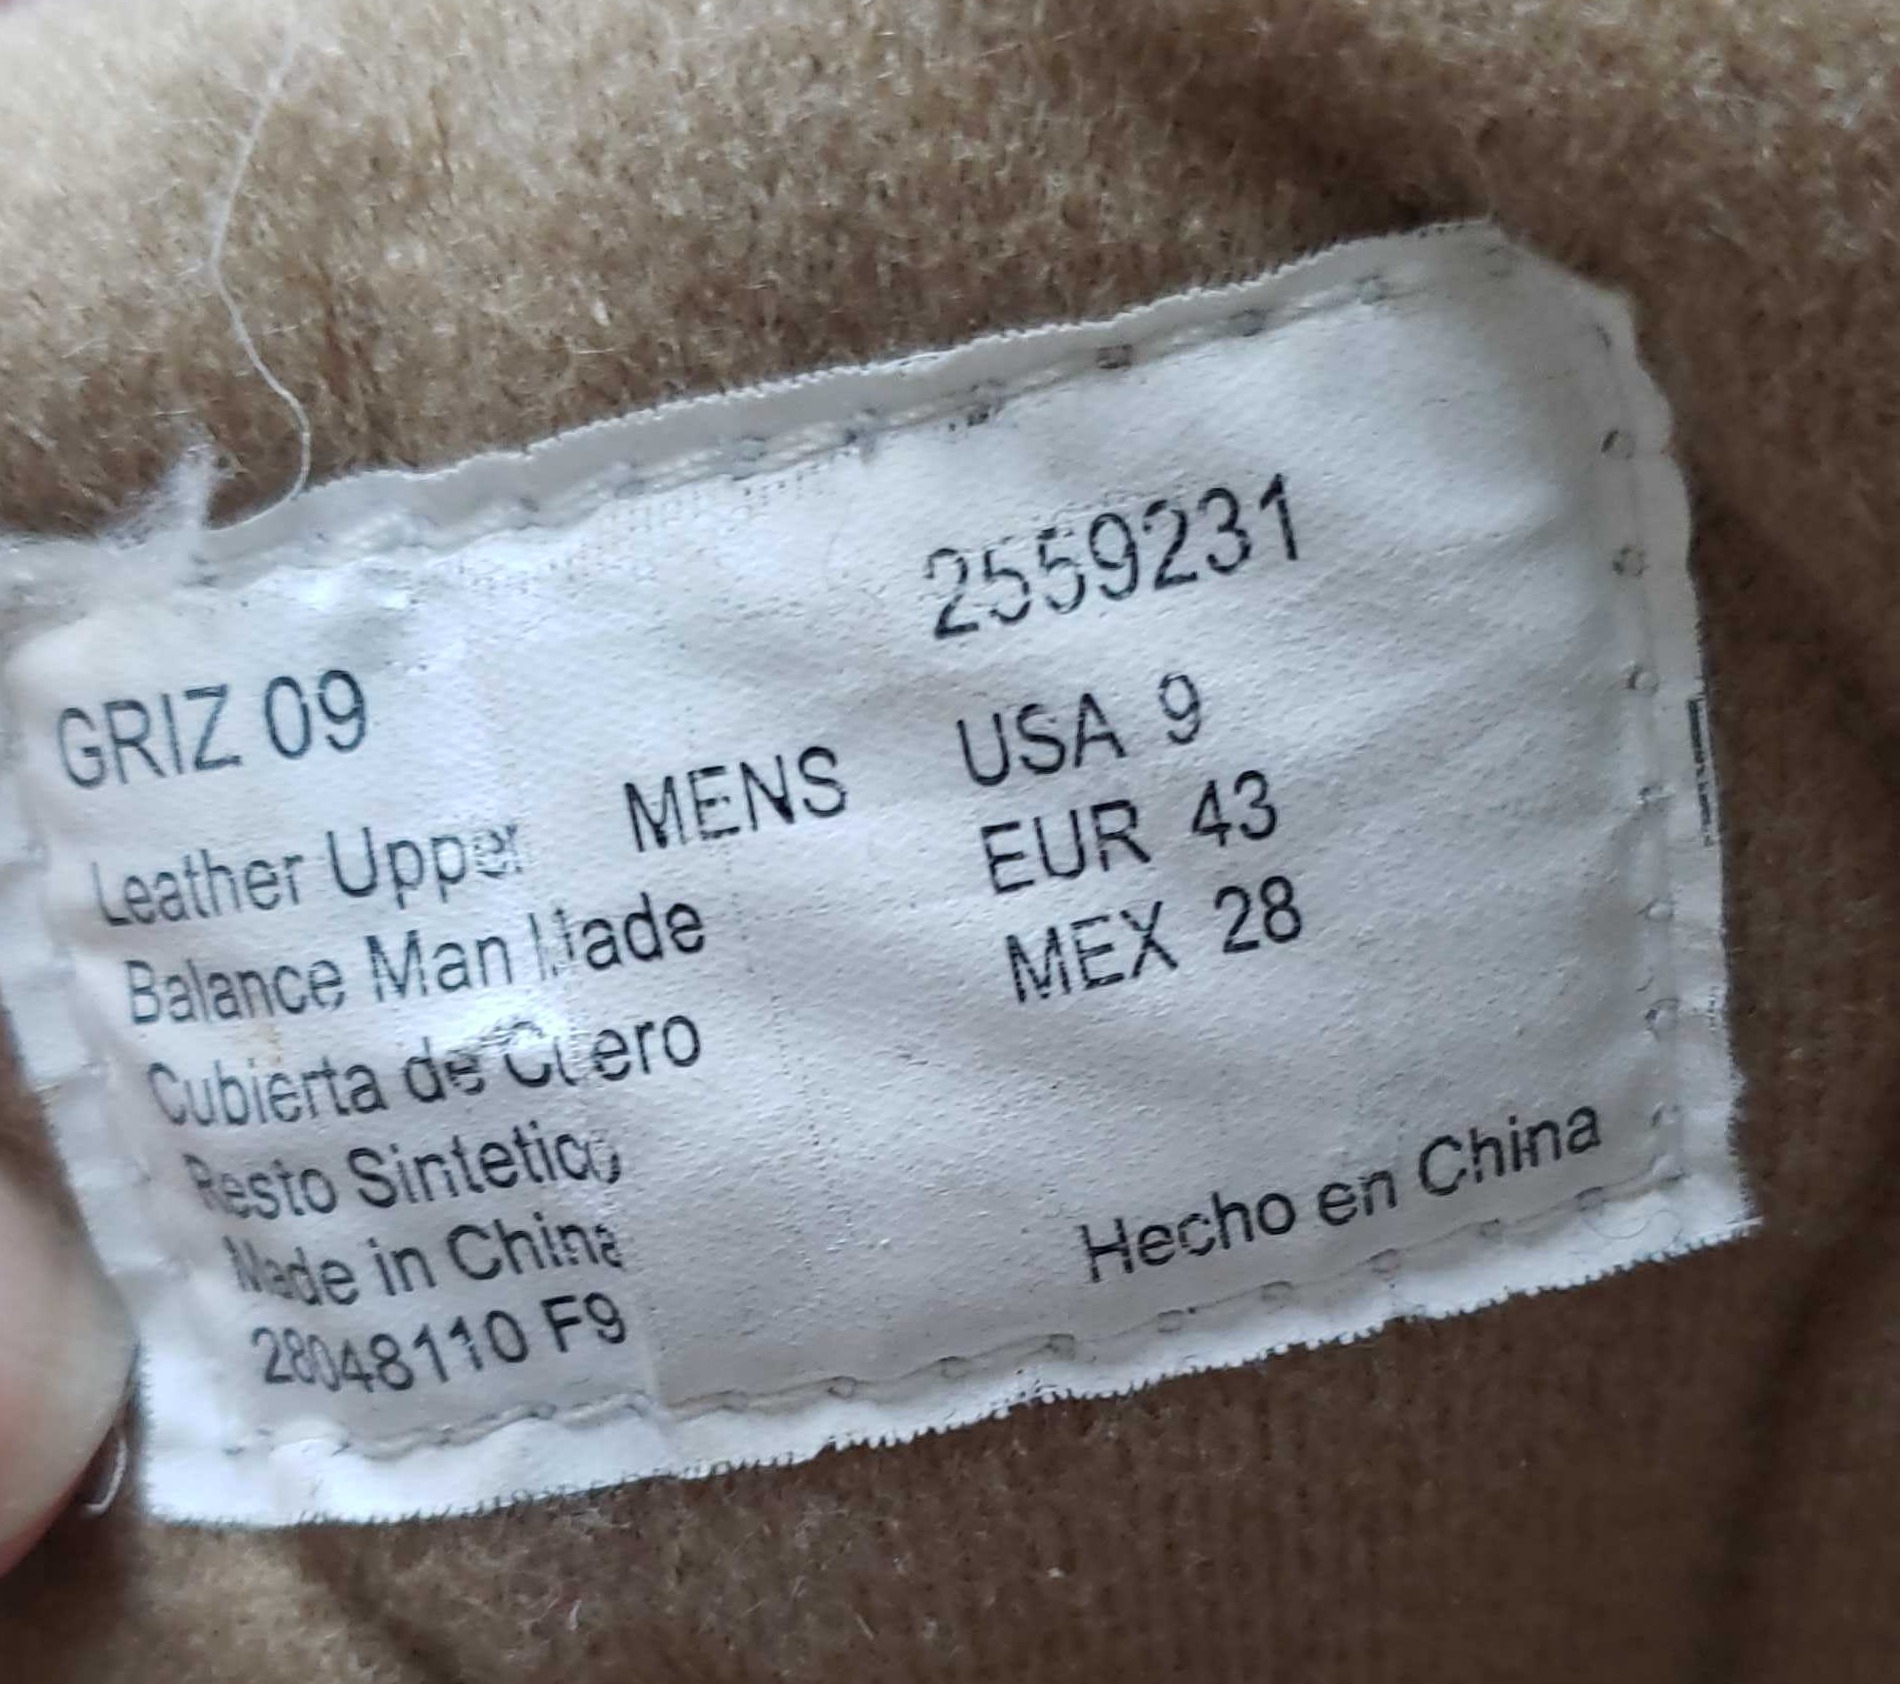 2559231
GRIZ 09
MENS
USA 9
EUR 43
MEX 28
Leather Upper
Balance Man Made
Cubierta de Cuero
Resto Sintetico
Made in China
28048110 F9
Hecho en China